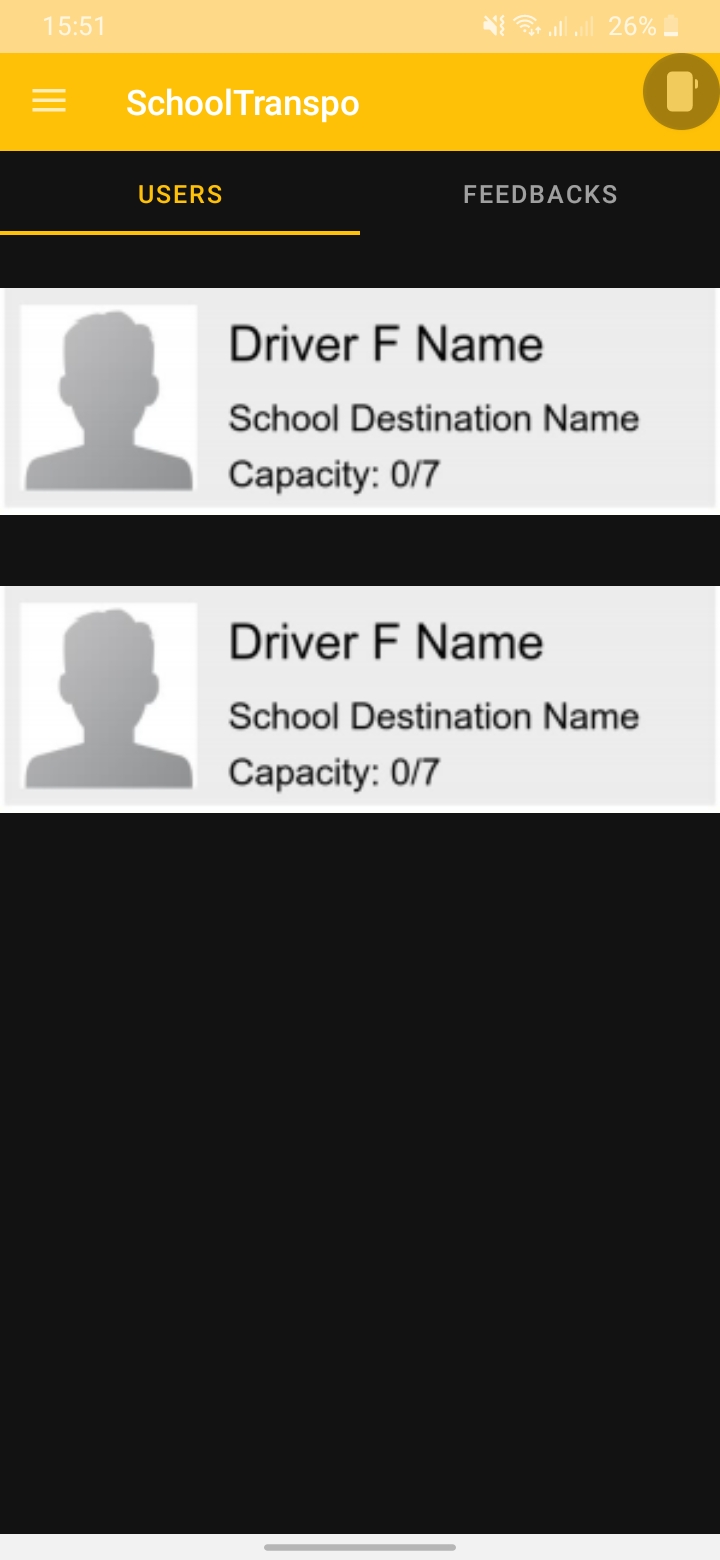 15:51 26%
SchoolTranspo
USERS FEEDBACKS
Driver F Name
School Destination Name
Capacity: 0/7
Driver F Name
School Destination Name
Capacity: 0/7